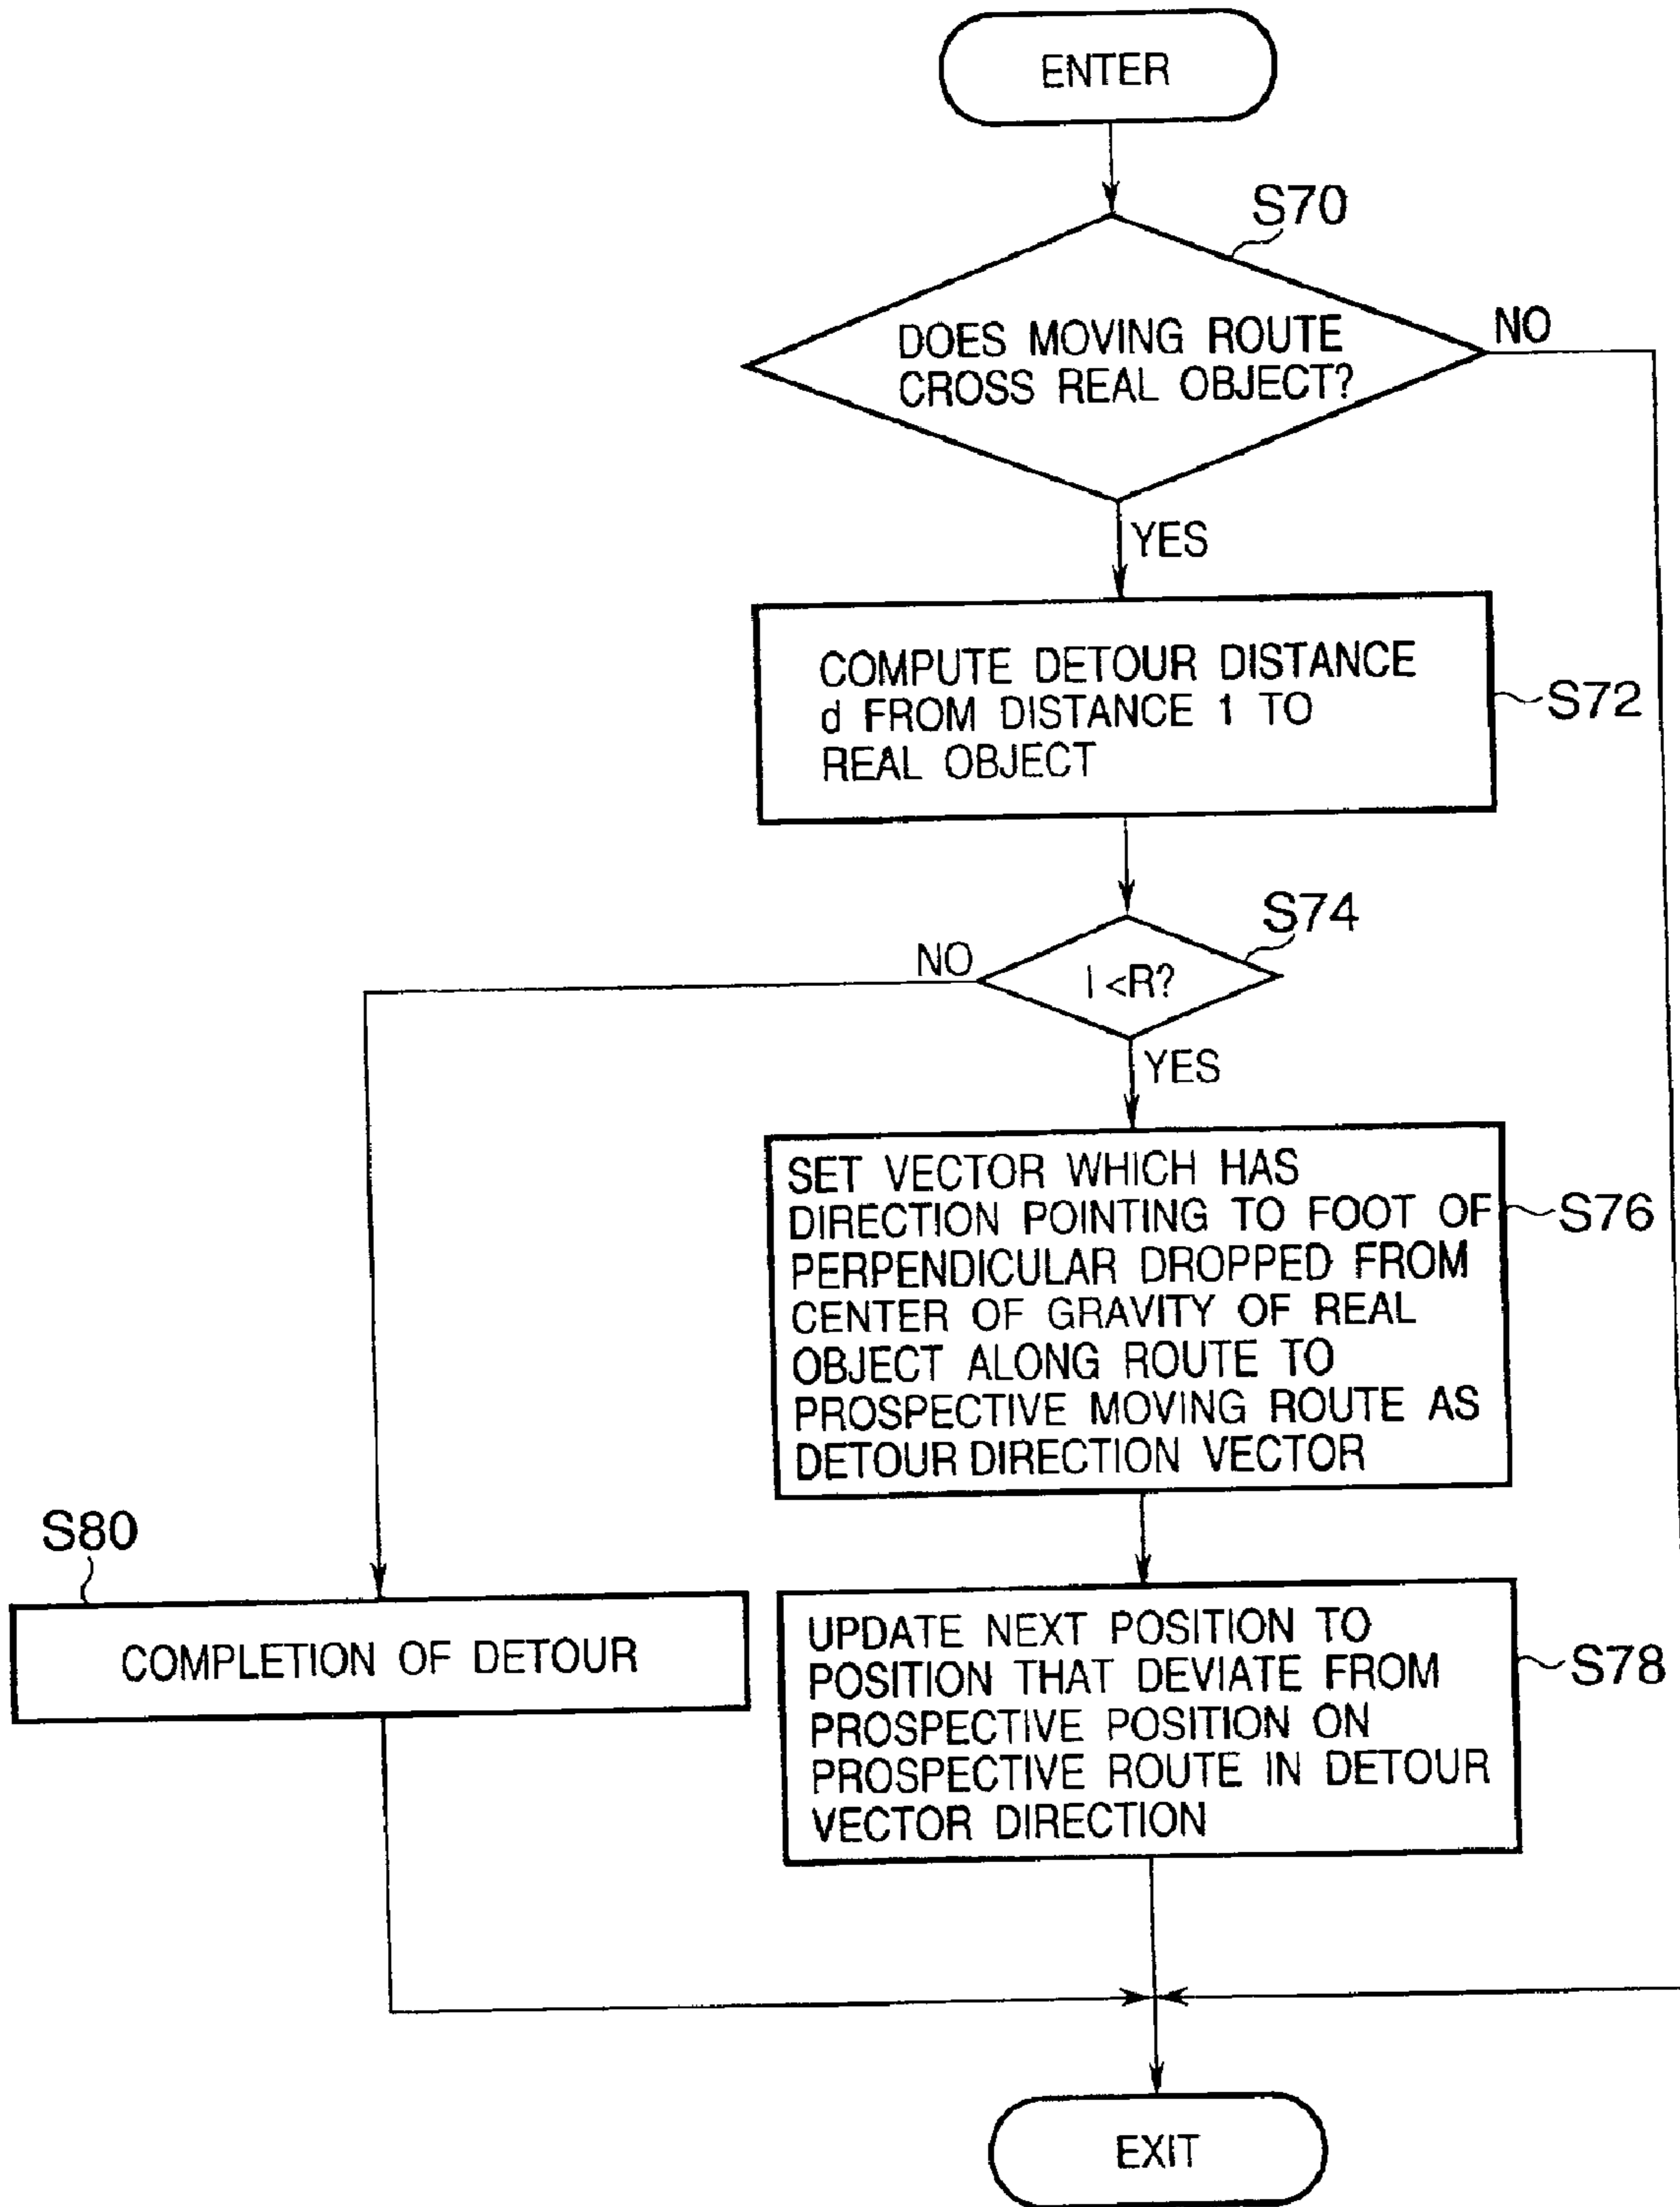 ENTER
S70
DOES MOVING ROUTE
CROSS REAL OBJECT?
NO
YES
COMPUTE DETOUR DISTANCE
d FROM DISTANCE 1 TO
REAL OBJECT
S72
S74
NO
l <R?
YES
SET VECTOR WHICH HAS
DIRECTION POINTING TO FOOT OF
PERPENDICULAR DROPPED FROM
CENTER OF GRAVITY OF REAL
OBJECT ALONG ROUTE TO
PROSPECTIVE MOVING ROUTE AS
DETOUR DIRECTION VECTOR
S76
S80
COMPLETION OF DETOUR
UPDATE NEXT POSITION TO
POSITION THAT DEVIATE FROM
PROSPECTIVE POSITION ON
PROSPECTIVE ROUTE IN DETOUR
VECTOR DIRECTION
S78
EXIT